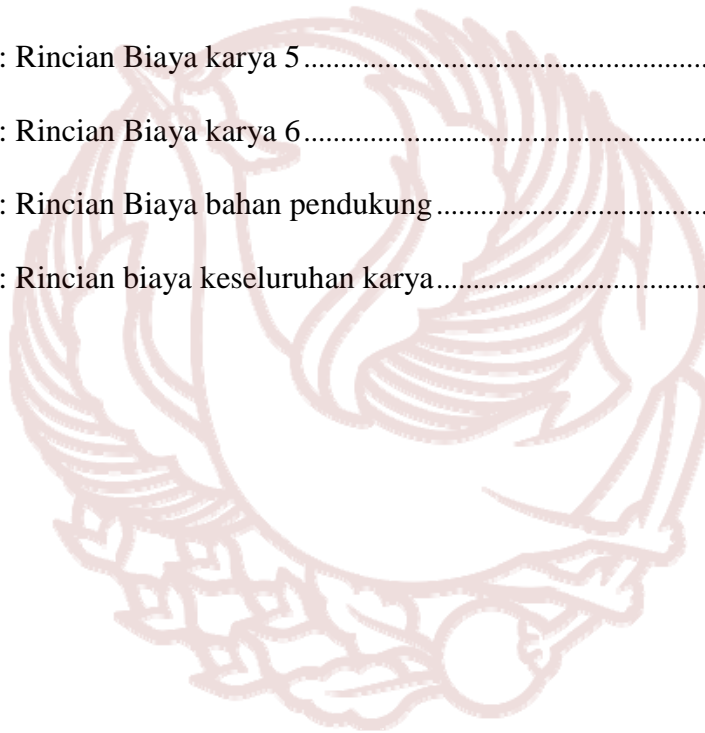 : Rincian Biaya karya 5..........................................................
: Rincian Biaya karya 6..........................................................
: Rincian Biaya bahan pendukung.......................................
: Rincian biaya keseluruhan karya.......................................